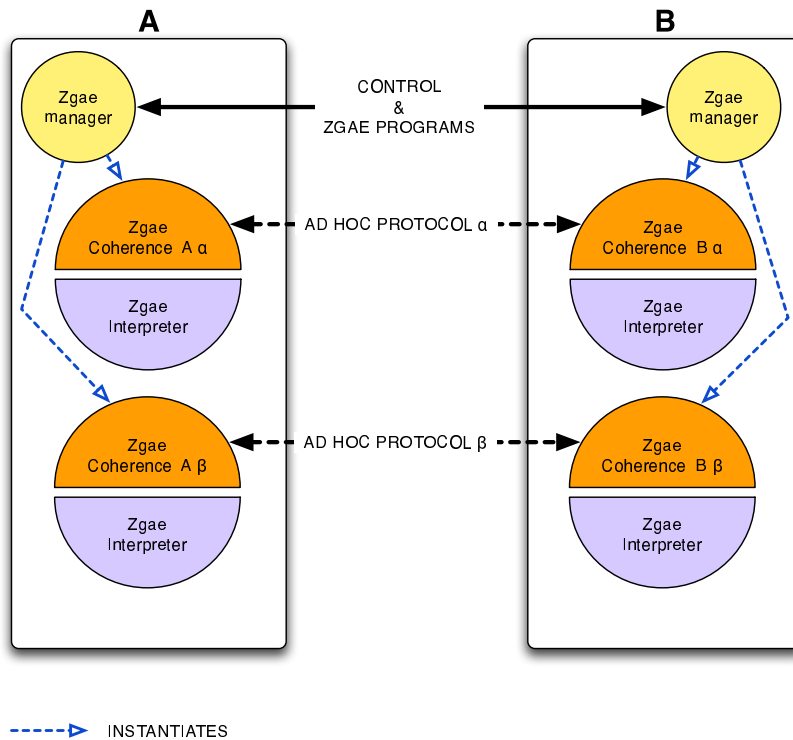 A
B
Zgae
manager
CONTROL
&
ZGAE PROGRAMS
Zgae
manager
Zgae
Coherence A α
AD HOC PROTOCOL α
Zgae
Coherence B α
Zgae
Interpreter
Zgae
Interpreter
Zgae
Coherence A β
AD HOC PROTOCOL β
Zgae
Coherence B β
Zgae
Interpreter
Zgae
Interpreter
INSTANTIATES